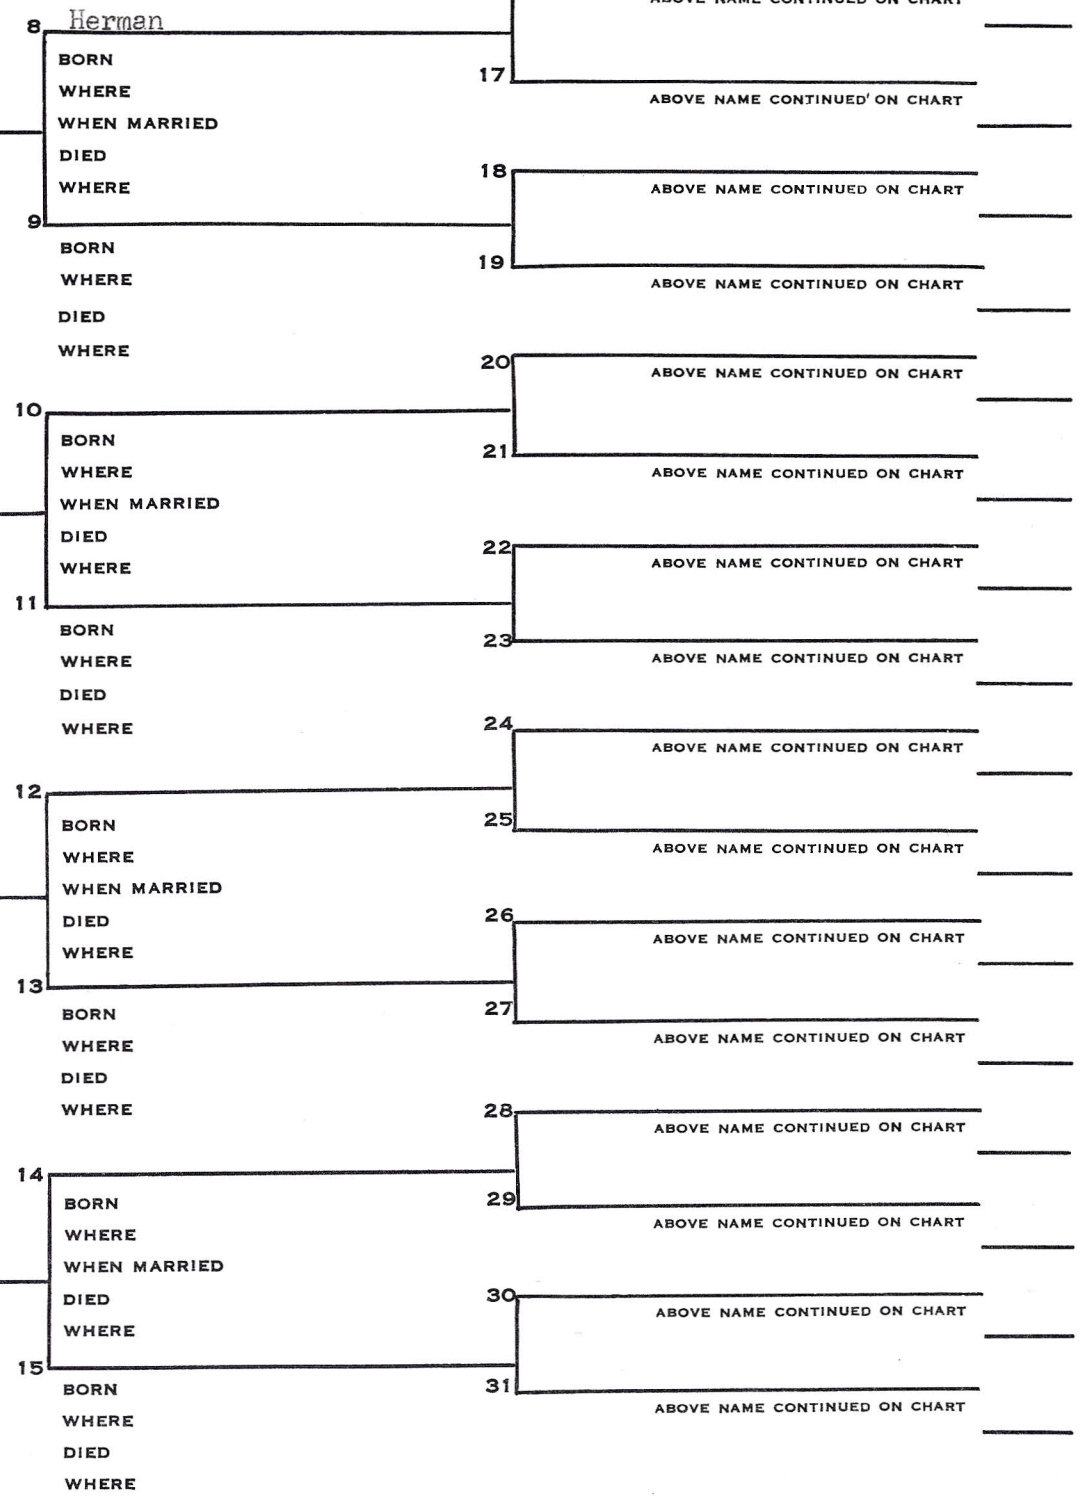 ABOVE NAME CONTINUED ON CHART
8 Herman
BORN
17
WHERE
ABOVE NAME CONTINUED ON CHART
WHEN MARRIED
DIED
18
WHERE
ABOVE NAME CONTINUED ON CHART
9
BORN
19
WHERE
ABOVE NAME CONTINUED ON CHART
DIED
WHERE
20
ABOVE NAME CONTINUED ON CHART
10
BORN
21
WHERE
ABOVE NAME CONTINUED ON CHART
WHEN MARRIED
DIED
22
WHERE
ABOVE NAME CONTINUED ON CHART
11
BORN
23
WHERE
ABOVE NAME CONTINUED ON CHART
DIED
WHERE
24
ABOVE NAME CONTINUED ON CHART
12
BORN
25
WHERE
ABOVE NAME CONTINUED ON CHART
WHEN MARRIED
DIED
26
WHERE
ABOVE NAME CONTINUED ON CHART
13
BORN
27
WHERE
ABOVE NAME CONTINUED ON CHART
DIED
WHERE
28
ABOVE NAME CONTINUED ON CHART
14
BORN
29
WHERE
ABOVE NAME CONTINUED ON CHART
WHEN MARRIED
DIED
30
WHERE
ABOVE NAME CONTINUED ON CHART
15
BORN
31
WHERE
ABOVE NAME CONTINUED ON CHART
DIED
WHERE